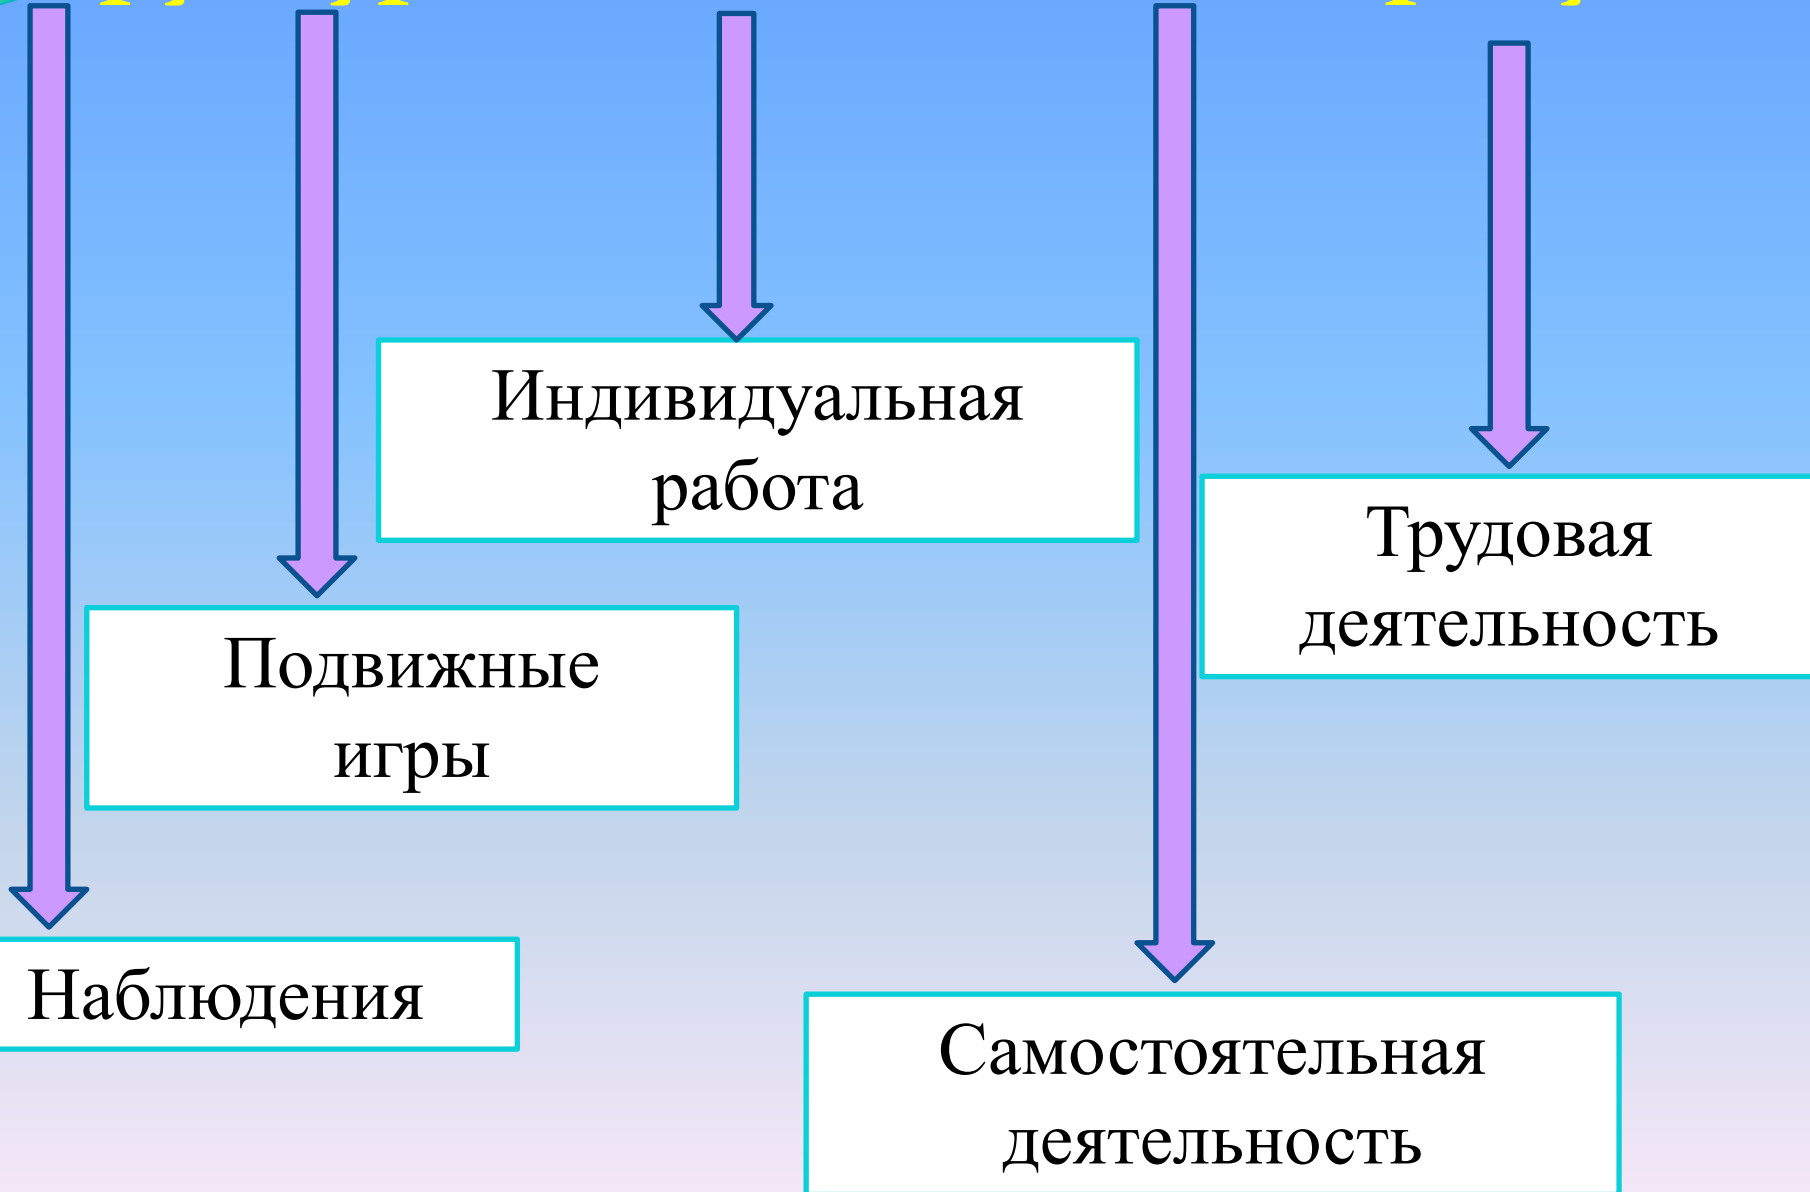 Индивидуальная
работа
Трудовая
деятельность
Подвижные
игры
Наблюдения
Самостоятельная
деятельность